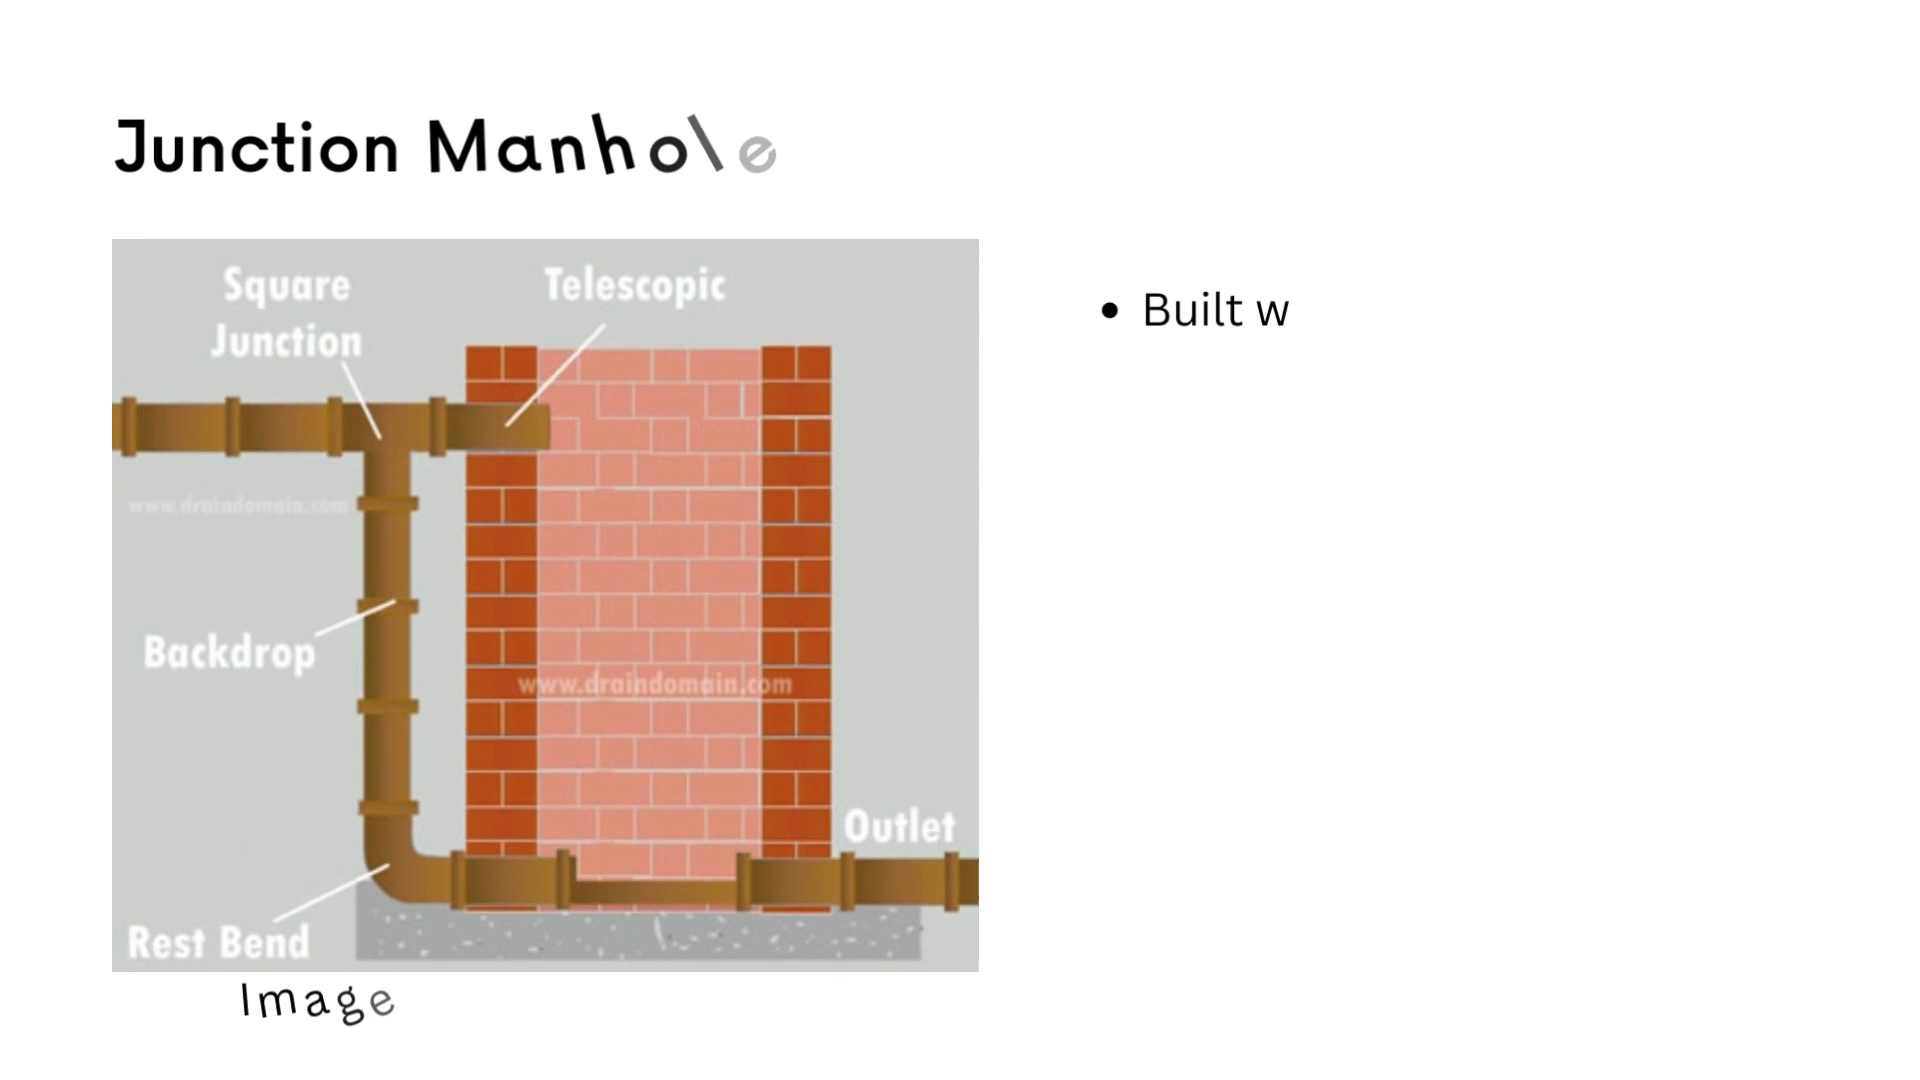 Junction Manhole
Square
Junction
Telescopic
www.draindomain.com
Backdrop
www.draindomain.com
Outlet
Rest Bend
Image
• Built w